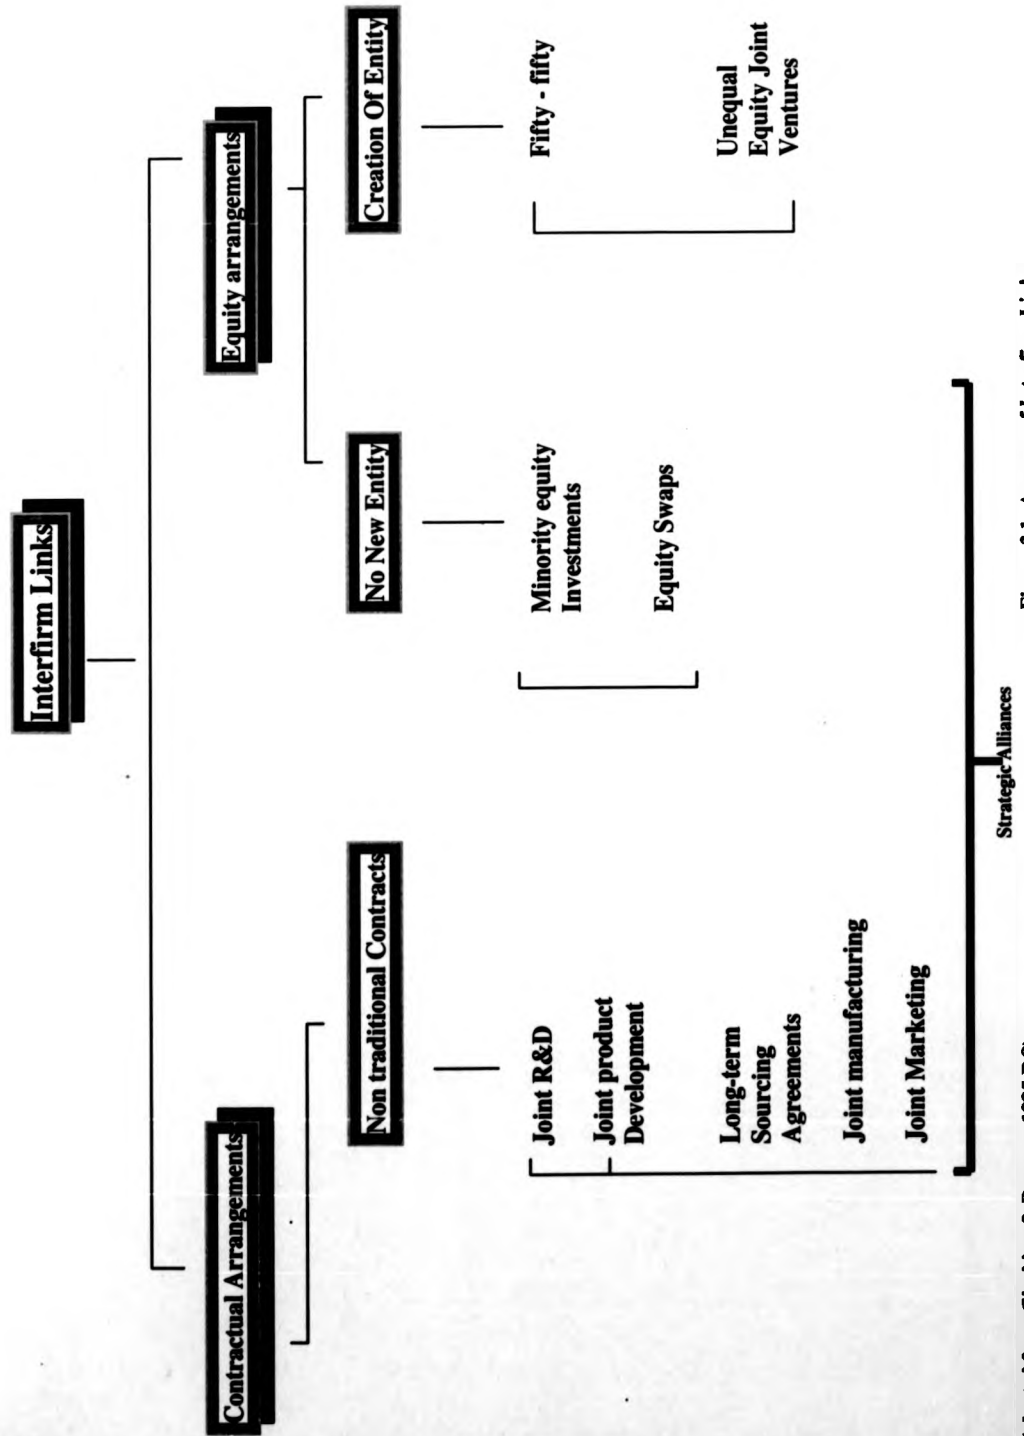 Interfirm Links
Contractual Arrangements
Equity arrangements
Non traditional Contracts
No New Entity
Creation Of Entity
Joint R&D
Joint product
Development
Long-term
Sourcing
Agreements
Joint manufacturing
Joint Marketing
Minority equity
Investments
Equity Swaps
Fifty - fifty
Unequal
Equity Joint
Ventures
Strategic Alliances